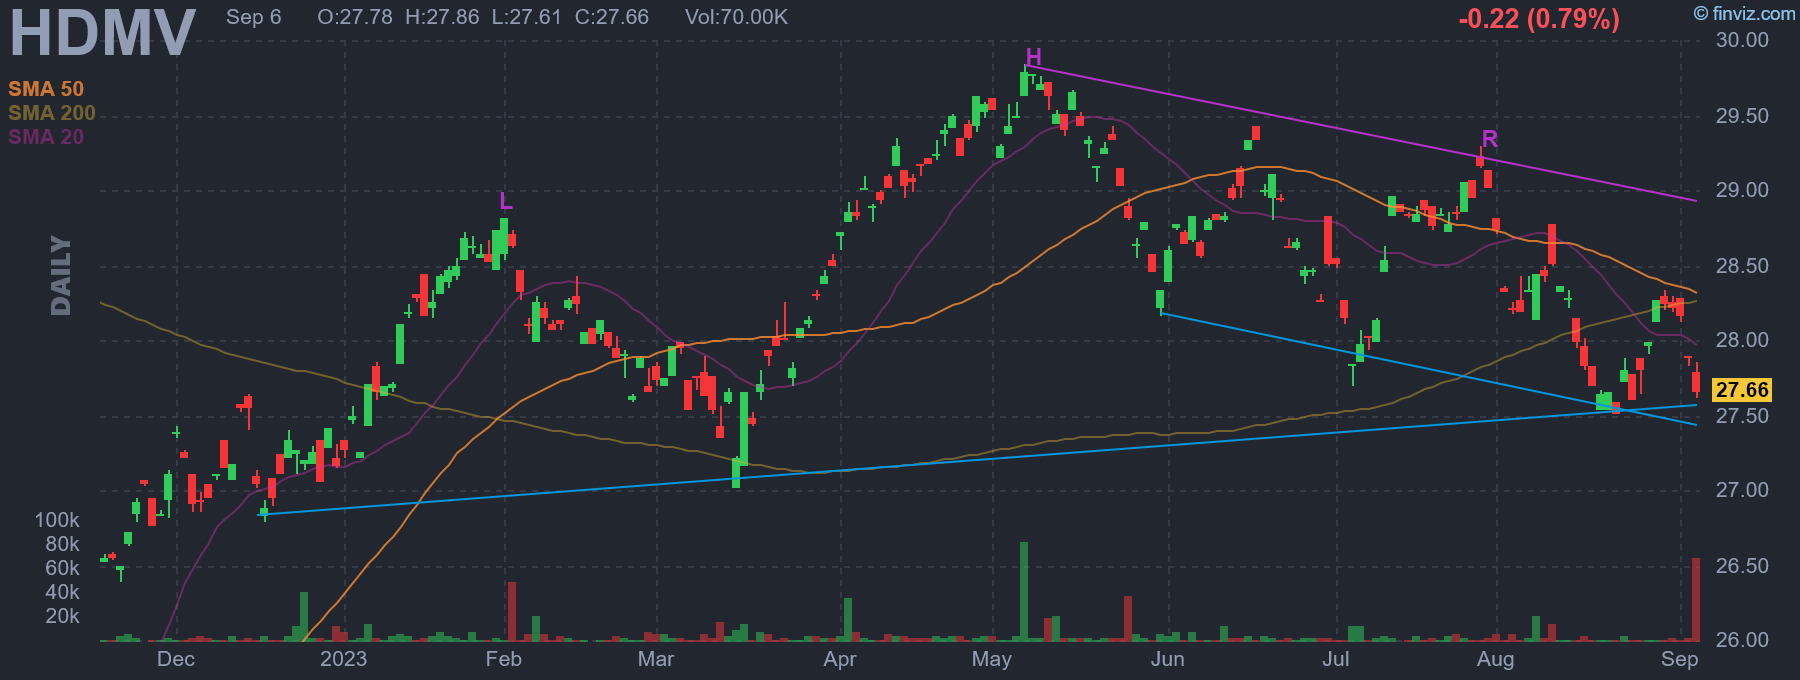 HDMV
Sep 6 O:27.78 H:27.86 L:27.61 C:27.66 Vol:70.00K
-0.22 (0.79%)
© finviz.com
SMA 50
SMA 200
SMA 20
DAILY
L
H
R
30.00
29.50
29.00
28.50
28.00
27.66
27.50
27.00
26.50
26.00
100k
80k
60k
40k
20k
Dec 2023 Feb Mar Apr May Jun Jul Aug Sep